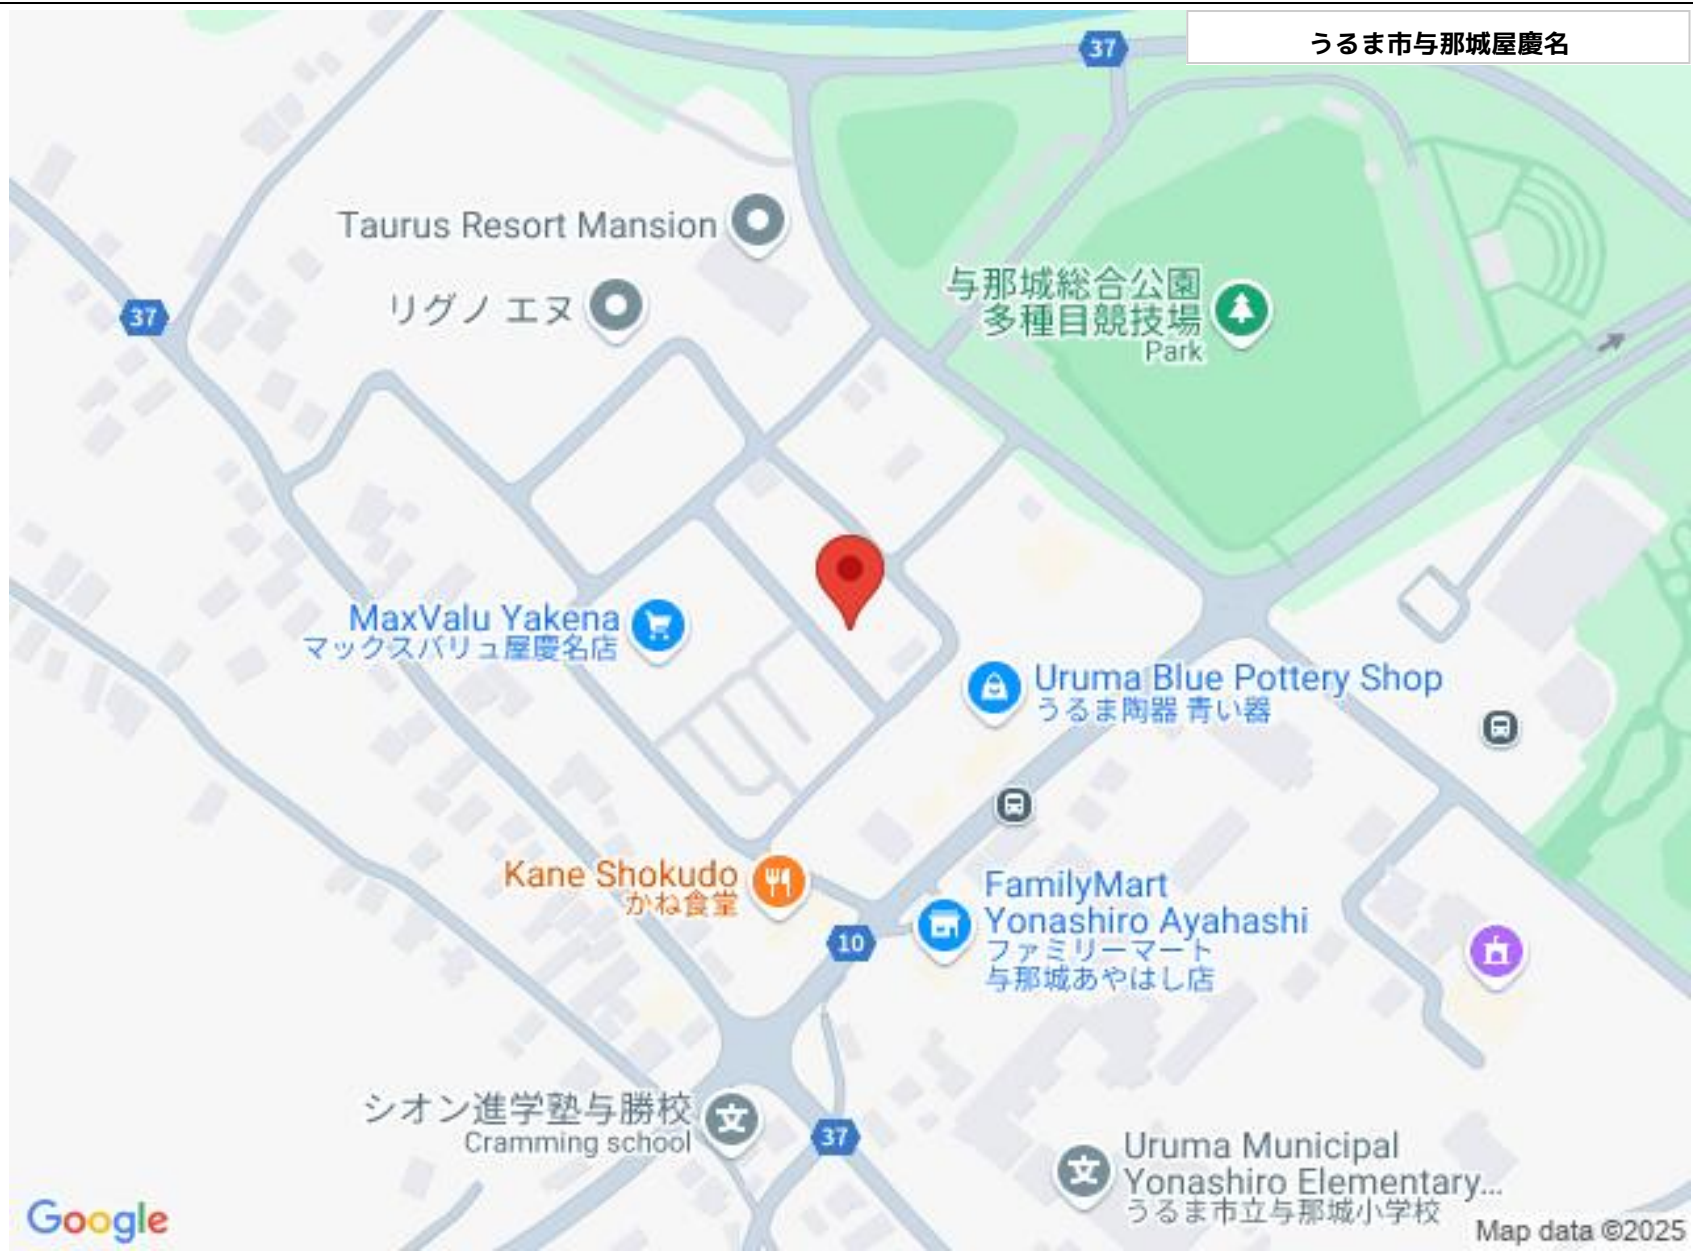 うるま市与那城屋慶名
37
Taurus Resort Mansion
リグノ エヌ
37
与那城総合公園
多種目競技場
Park
MaxValu Yakena
マックスバリュ屋慶名店
Uruma Blue Pottery Shop
うるま陶器 青い器
Kane Shokudo
かね食堂
FamilyMart
Yonashiro Ayahashi
ファミリーマート
与那城あやはし店
10
シオン進学塾与勝校
Cramming school
文
37
文
Uruma Municipal
Yonashiro Elementary...
うるま市立与那城小学校
Google
Map data ©2025